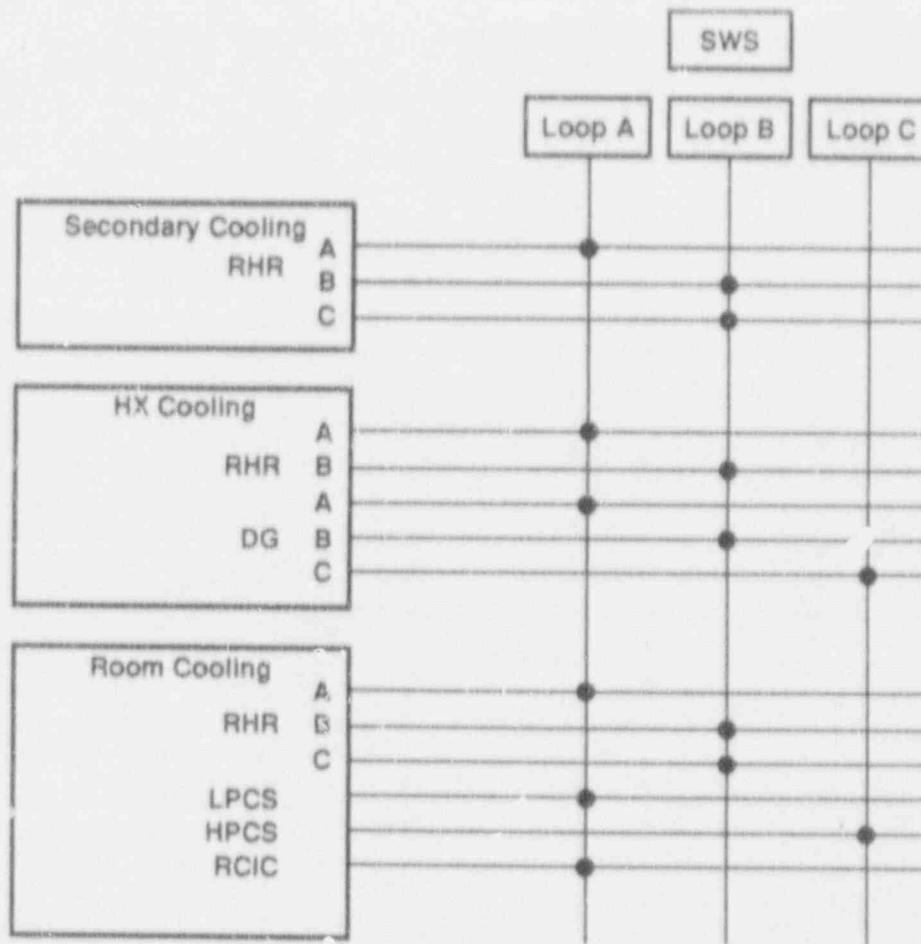 SWS
Loop A Loop B Loop C
Secondary Cooling
A
RHR
B
C
HX Cooling
A
RHR B
A
DG B
C
Room Cooling
A
RHR B
C
LPCS
HPCS
RCIC